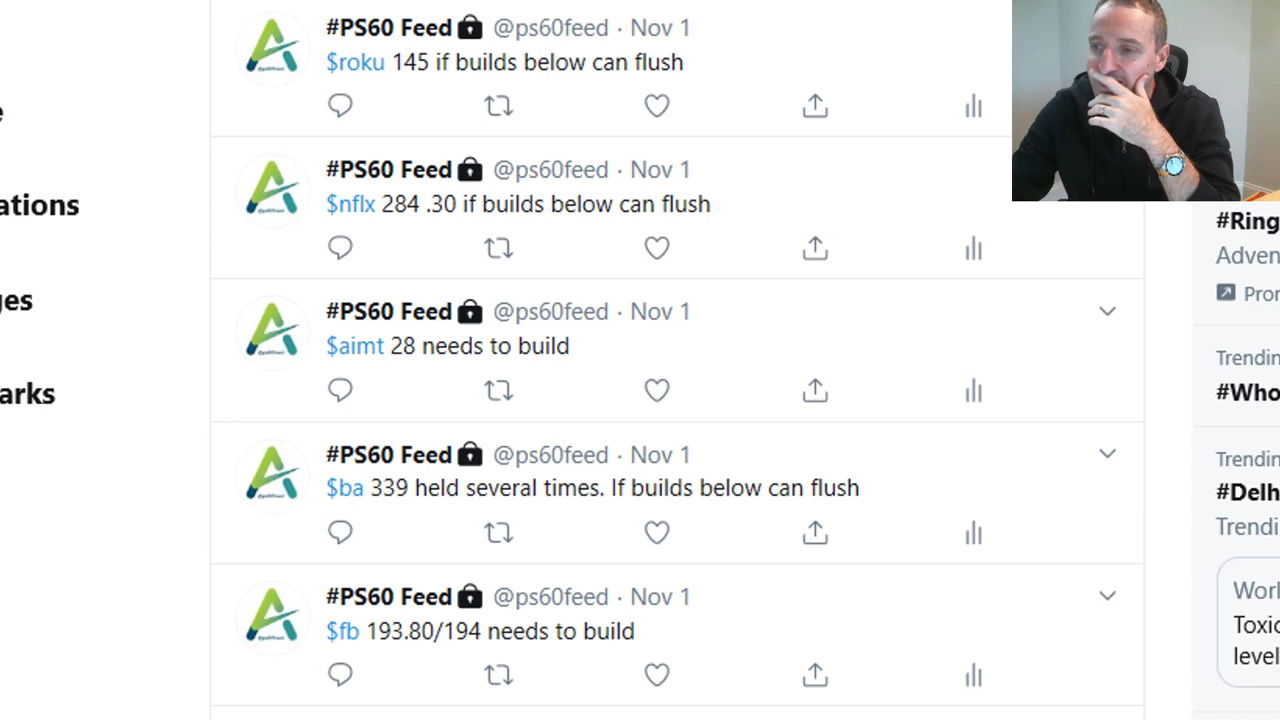 #PS60 Feed @ps60feed · Nov 1
$roku 145 if builds below can flush
#PS60 Feed @ps60feed · Nov 1
$nflx 284 .30 if builds below can flush
#PS60 Feed @ps60feed · Nov 1
$aimt 28 needs to build
#PS60 Feed @ps60feed · Nov 1
$ba 339 held several times. If builds below can flush
#PS60 Feed @ps60feed · Nov 1
$fb 193.80/194 needs to build
e
ations
ges
arks
#Ring
Adven
Pror
Trendin
#Who
Trendin
#Delh
Trendi
Worl
Toxic
level